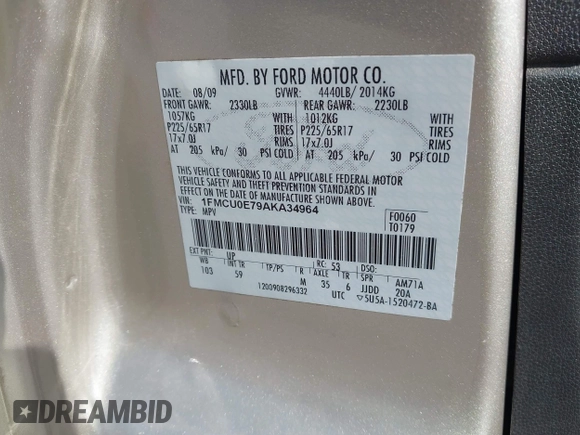 MFD. BY FORD MOTOR CO.
DATE: 08/09 GVWR: 4440LB/ 2014KG
FRONT GAWR: 2330LB REAR GAWR: 2230LB
1057KG WITH 1012KG WITH
P225/65R17 TIRES P225/65R17 TIRES
17x7.0J RIMS 17x7.0J RIMS
AT 205 kPa/ 30 PSI COLD AT 205 kPa/ 30 PSI COLD
THIS VEHICLE CONFORMS TO ALL APPLICABLE FEDERAL MOTOR
VEHICLE SAFETY AND THEFT PREVENTION STANDARDS IN
EFFECT ON THE DATE OF MANUFACTURE SHOWN ABOVE.
VIN: 1FMCU0E79AKA34964 F0060
TYPE: MPV T0179
EXT PNT: UP RC: 53 DSO:
WB INT TR TP/PS R AXLE TR SPR AM71A
103 59 M 35 6 JJDD 20A
1200908296332 UTC ▽5U5A-1520472-BA
DREAMBID